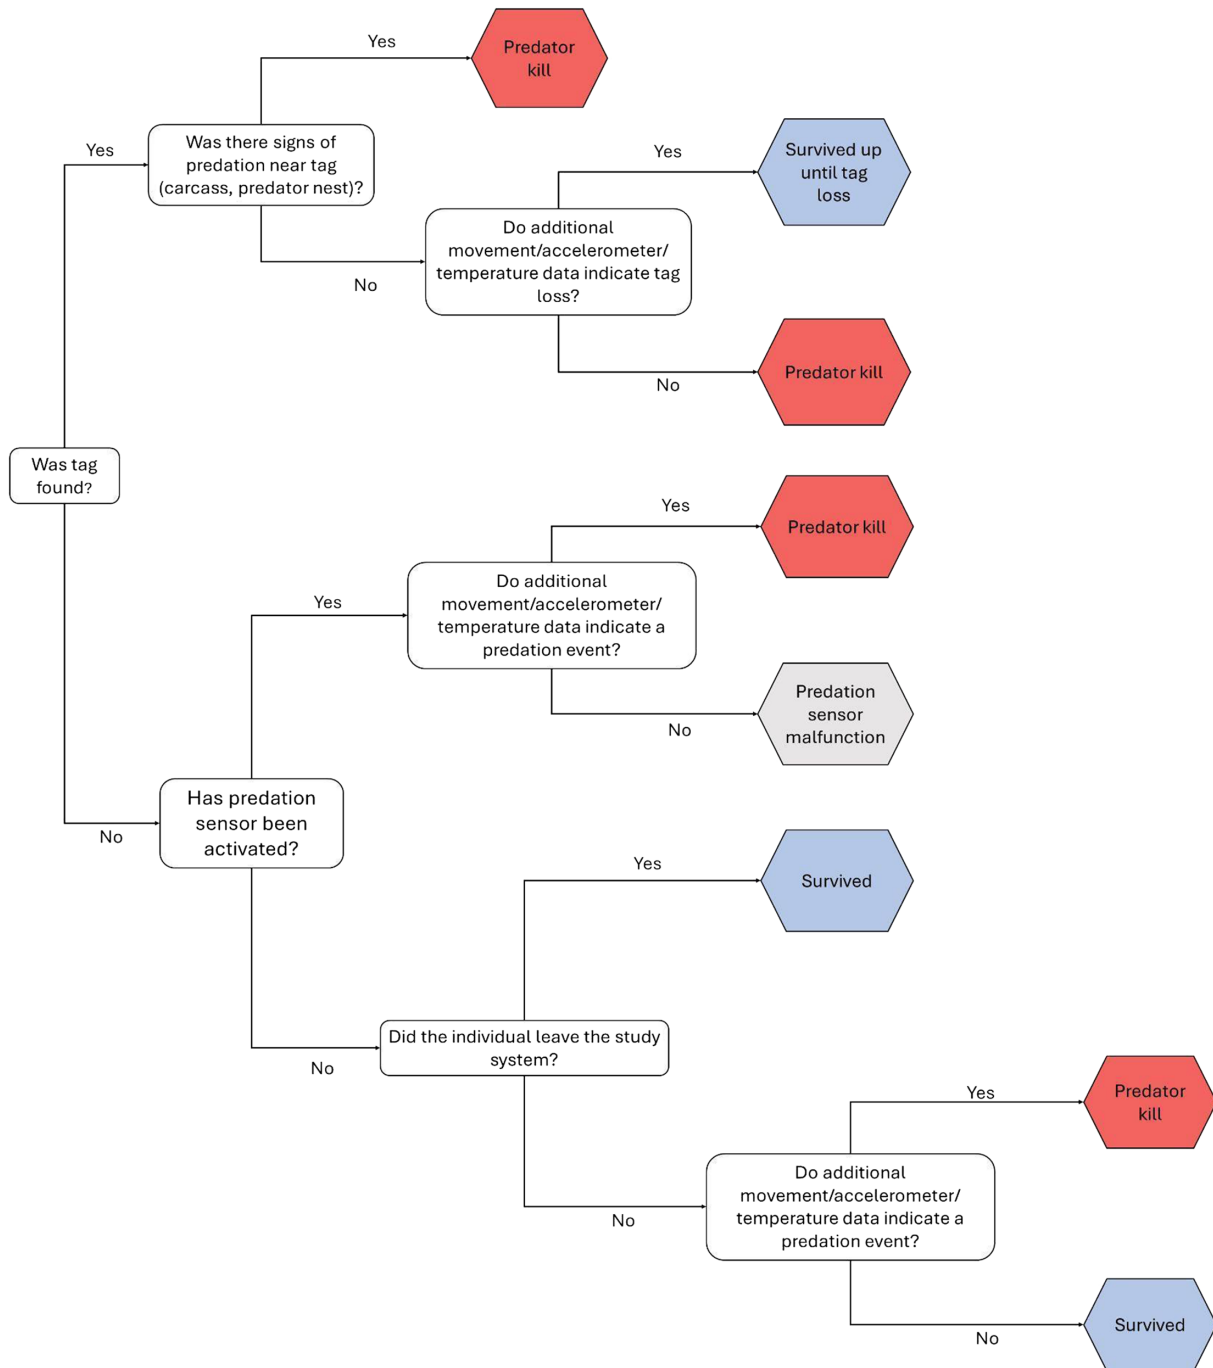 Yes
Predator
kill
Was there signs of
predation near tag
(carcass, predator nest)?
Yes
Yes
Survived up
until tag
loss
Do additional
movement/accelerometer/
temperature data indicate tag
loss?
No
No
Predator kill
Was tag
found?
Yes
Predator kill
Do additional
movement/accelerometer/
temperature data indicate a
predation event?
Yes
No
Predation
sensor
malfunction
Has predation
sensor been
activated?
No
Yes
Survived
Did the individual leave the study
system?
No
Yes
Predator
kill
Do additional
movement/accelerometer/
temperature data indicate a
predation event?
No
No
Survived